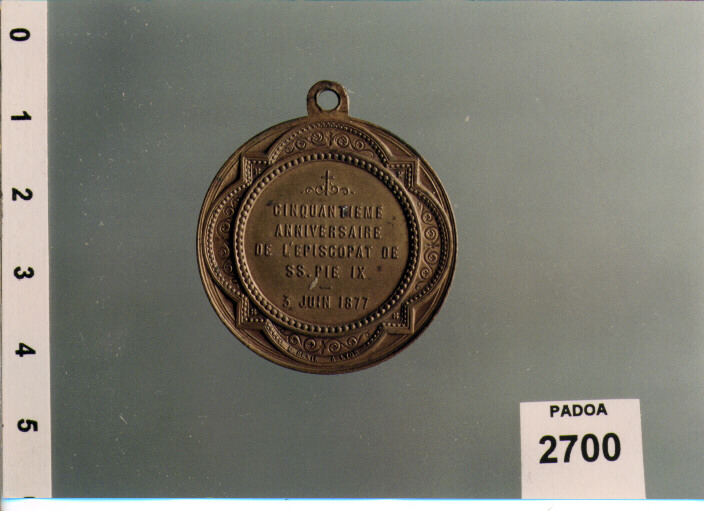 0
1
2
3
4
5
CINQUANTIEME
ANNIVERSAIRE
DE L'EPISCOPAT DE
SS. PIE IX
3 JUIN 1877
PADOA
2700